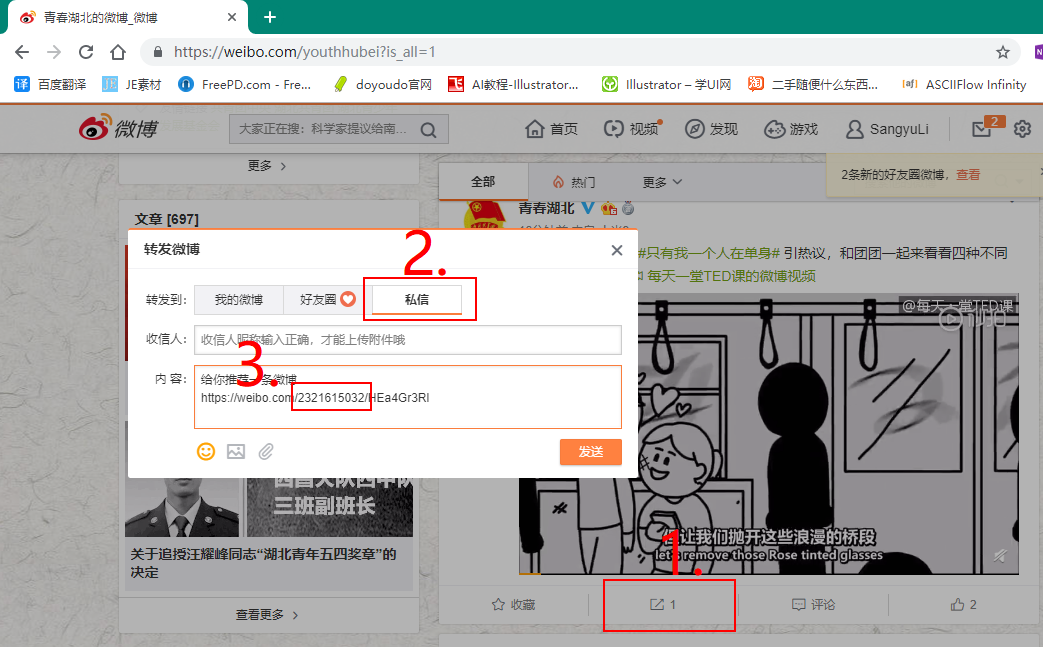 青春湖北的微博_微博
https://weibo.com/youthhubei?is_all=1
百度翻译
JE素材
FreePD.com - Fre...
doyoudo官网
AI教程-Illustrator...
Illustrator – 学UI网
二手随便什么东西...
ASCIIFlow Infinity
微博
大家正在搜：科学家提议给南...
首页
视频
发现
游戏
SangyuLi
2
2条新的好友圈微博，查看
更多
全部
热门
更多
文章 [697]
青春湖北
转发微博
2.
#只有我一个人在单身# 引热议，和团团一起来看看四种不同
每天一堂TED课的微博视频
转发到：
我的微博
好友圈
私信
@每天一堂TED课
秒拍
收信人：
收信人昵称输入正确，才能上传附件哦
3.
内 容：
给你推荐一条微博
https://weibo.com/2321615032/HEa4Gr3Rl
发送
三班副班长
但让我们抛开这些浪漫的桥段
let's remove those Rose tinted glasses
1.
关于追授汪耀峰同志“湖北青年五四奖章”的
决定
查看更多
收藏
1
评论
2